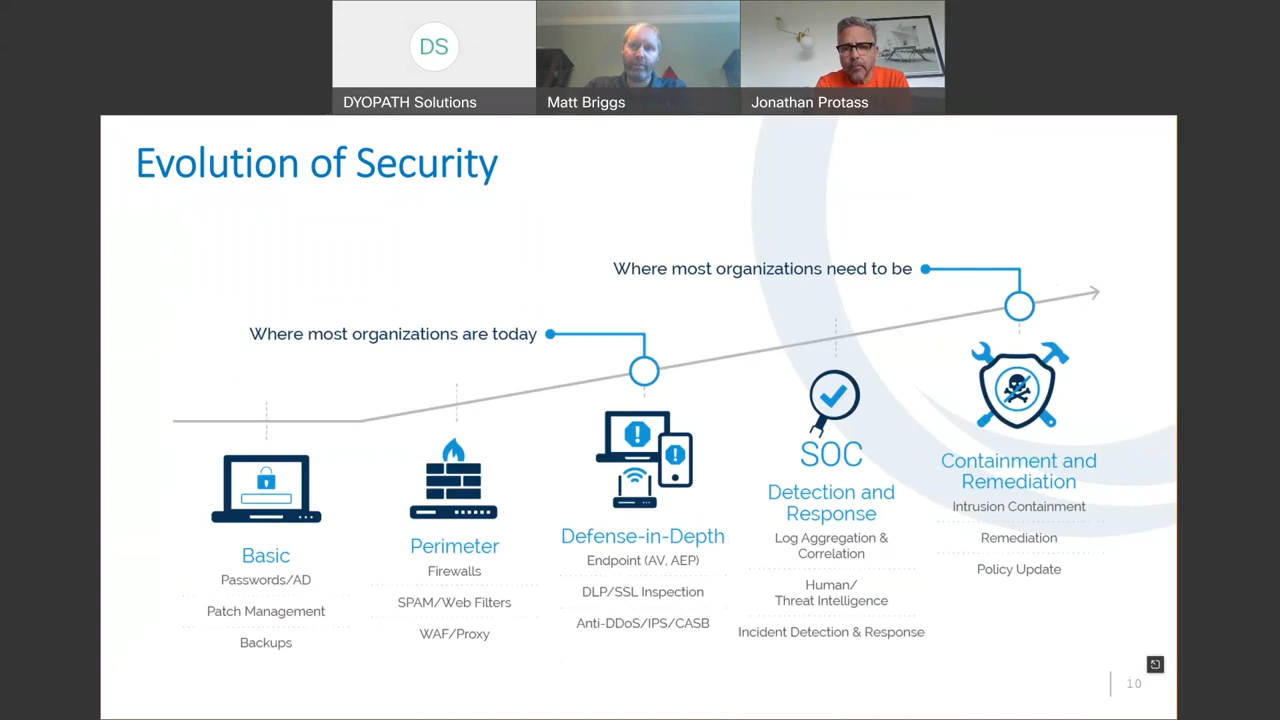 DS
DYOPATH Solutions
Matt Briggs
Jonathan Protass
Evolution of Security
Where most organizations need to be
Where most organizations are today
Basic
Passwords/AD
Patch Management
Backups
Perimeter
Firewalls
SPAM/Web Filters
WAF/Proxy
Defense-in-Depth
Endpoint (AV, AEP)
DLP/SSL Inspection
Anti-DDoS/IPS/CASB
SOC
Detection and
Response
Log Aggregation &
Correlation
Human/
Threat Intelligence
Incident Detection & Response
Containment and
Remediation
Intrusion Containment
Remediation
Policy Update
10